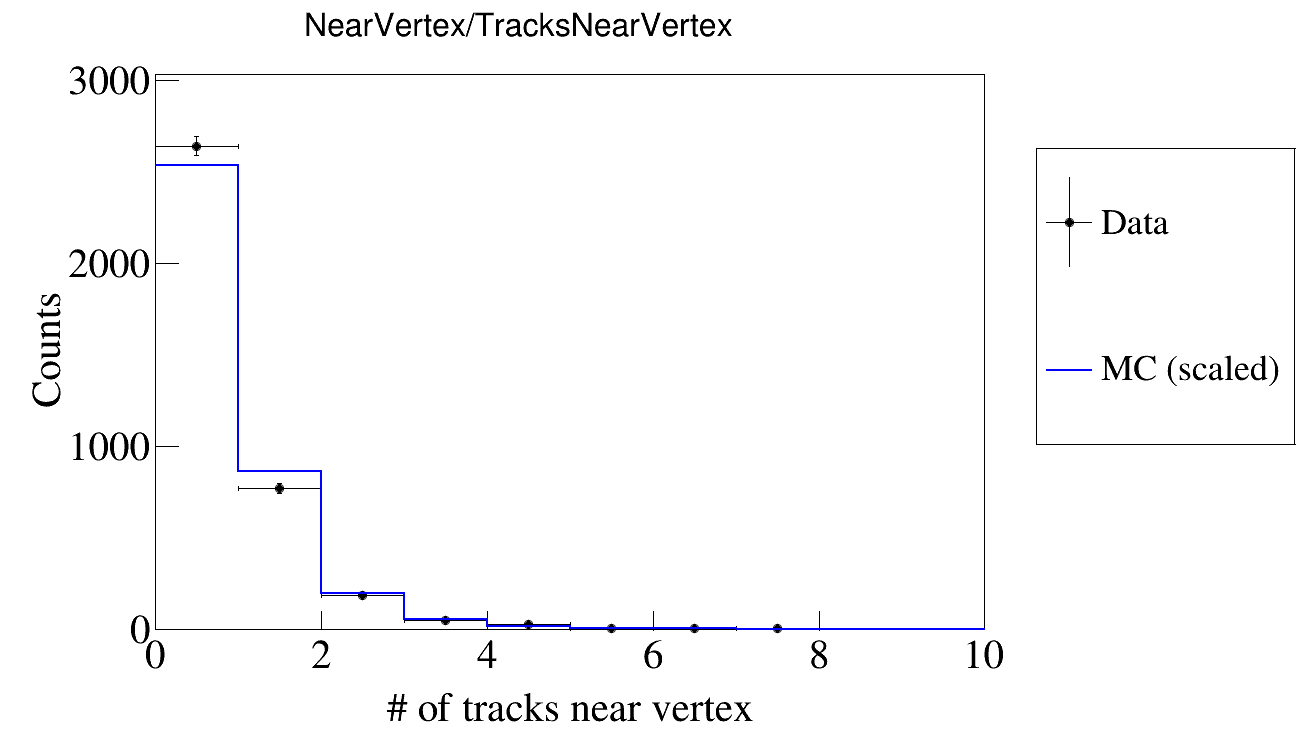 NearVertex/TracksNearVertex
3000
2000
1000
0
Counts
0 2 4 6 8 10
# of tracks near vertex
Data
MC (scaled)